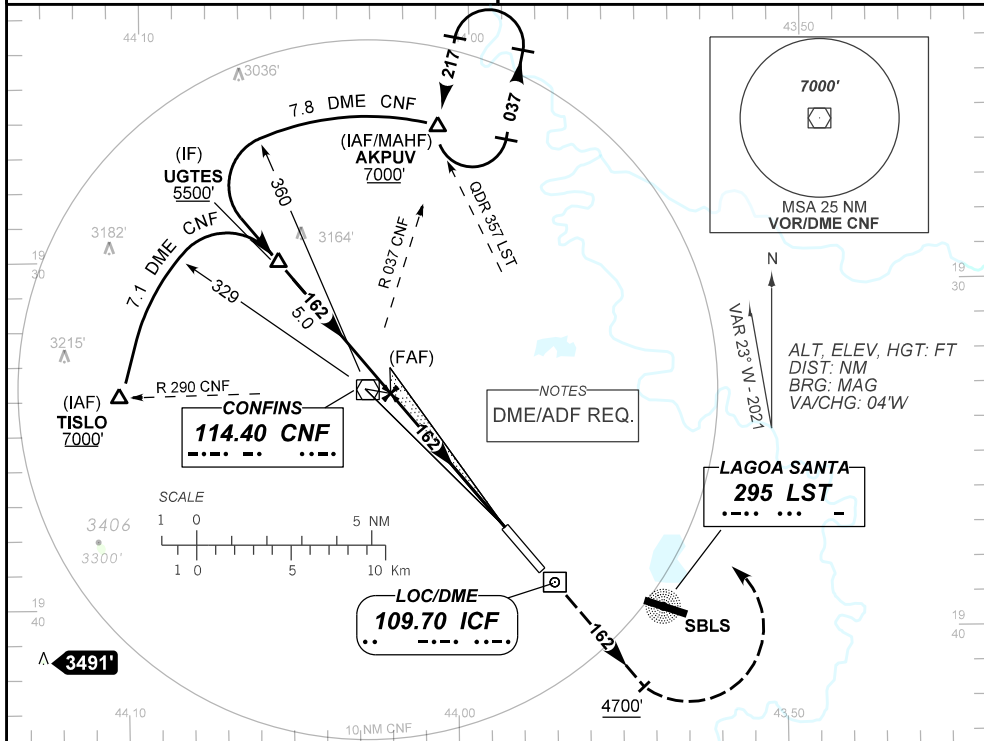 44 10
44 00
43 50
3036'
217
037
7.8 DME CNF
(IAF/MAHF)
AKPUV
7000'
(IF)
UGTES
5500'
360
QDR 357 LST
7000'
MSA 25 NM
VOR/DME CNF
3182'
7.1 DME CNF
3164'
R 037 CNF
19
30
19
30
329
162
5.0
N
VAR 23° W - 2021
3215'
ALT, ELEV, HGT: FT
DIST: NM
BRG: MAG
VA/CHG: 04'W
(FAF)
R 290 CNF
(IAF)
TISLO
7000'
NOTES
DME/ADF REQ.
CONFINS
114.40 CNF
-·-· -· ··-·
162
LAGOA SANTA
295 LST
·-·· ··· -
SCALE
1 0 5 NM
1 0 5 10 Km
3406
3300'
LOC/DME
109.70 ICF
·· -·-· ··-·
SBLS
19
40
19
40
162
3491'
4700'
44 10
44 00
43 50
10 NM CNF